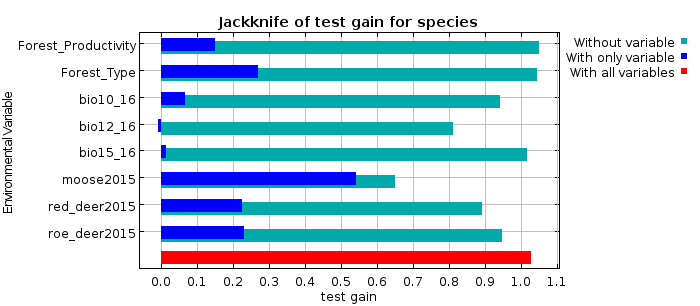 Jackknife of test gain for species
Forest_Productivity
Forest_Type
bio10_16
bio12_16
bio15_16
moose2015
red_deer2015
roe_deer2015
Environmental Variable
0.0 0.1 0.2 0.3 0.4 0.5 0.6 0.7 0.8 0.9 1.0 1.1
test gain
Without variable
With only variable
With all variables